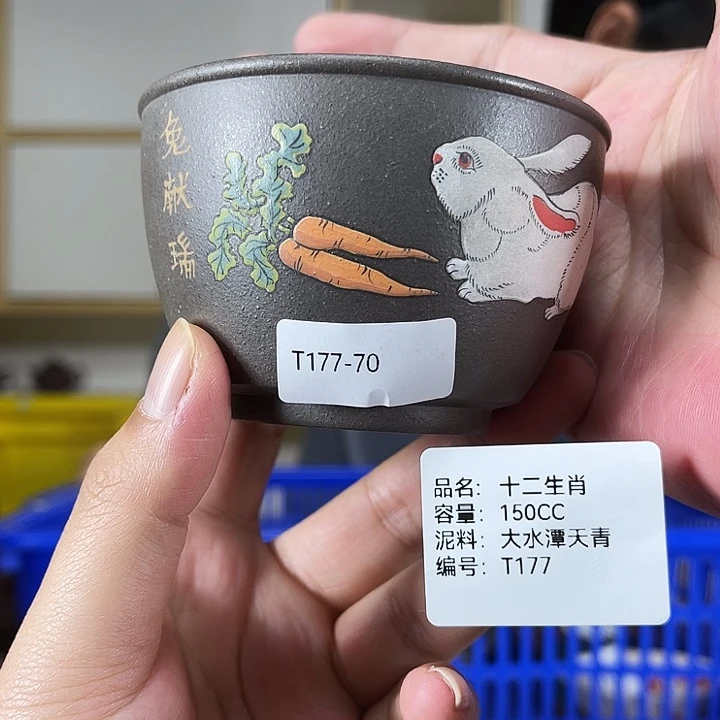 兔献瑞
T177-70
品名: 十二生肖
容量: 150CC
泥料: 大水潭天青
编号: T177